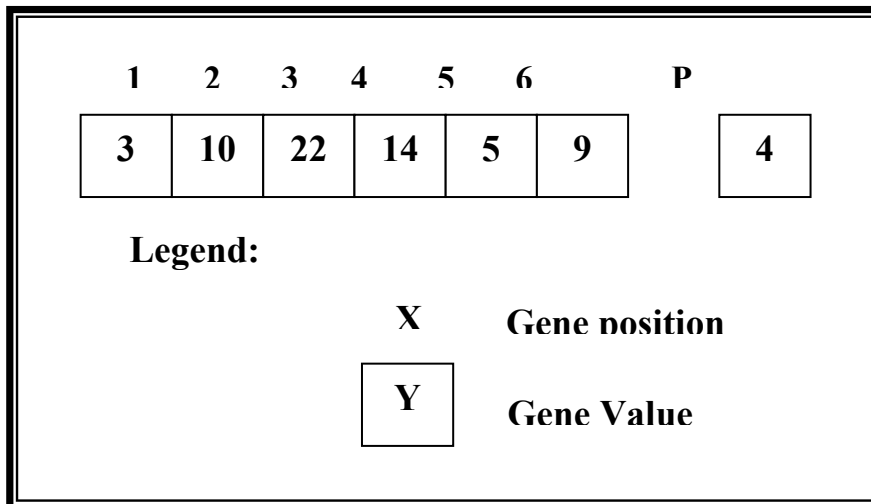 1 2 3 4 5 6 P
3 10 22 14 5 9 4
Legend:
X Gene position
Y Gene Value